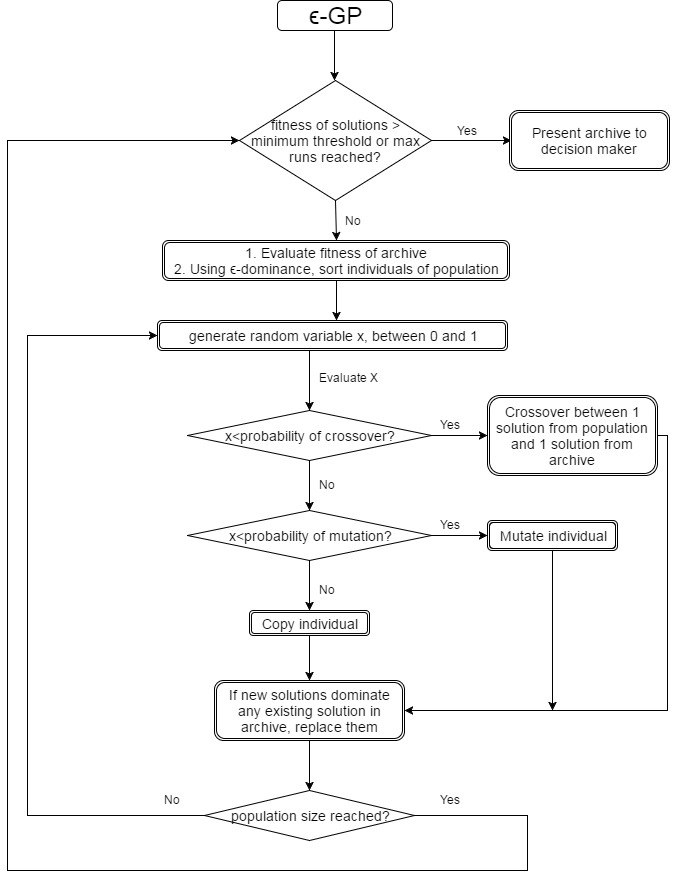 ϵ-GP
fitness of solutions >
minimum threshold or max
runs reached?
Yes
Present archive to
decision maker
No
1. Evaluate fitness of archive
2. Using ϵ-dominance, sort individuals of population
generate random variable x, between 0 and 1
Evaluate X
x<probability of crossover?
Yes
Crossover between 1
solution from population
and 1 solution from
archive
No
x<probability of mutation?
Yes
Mutate individual
No
Copy individual
If new solutions dominate
any existing solution in
archive, replace them
No
population size reached?
Yes